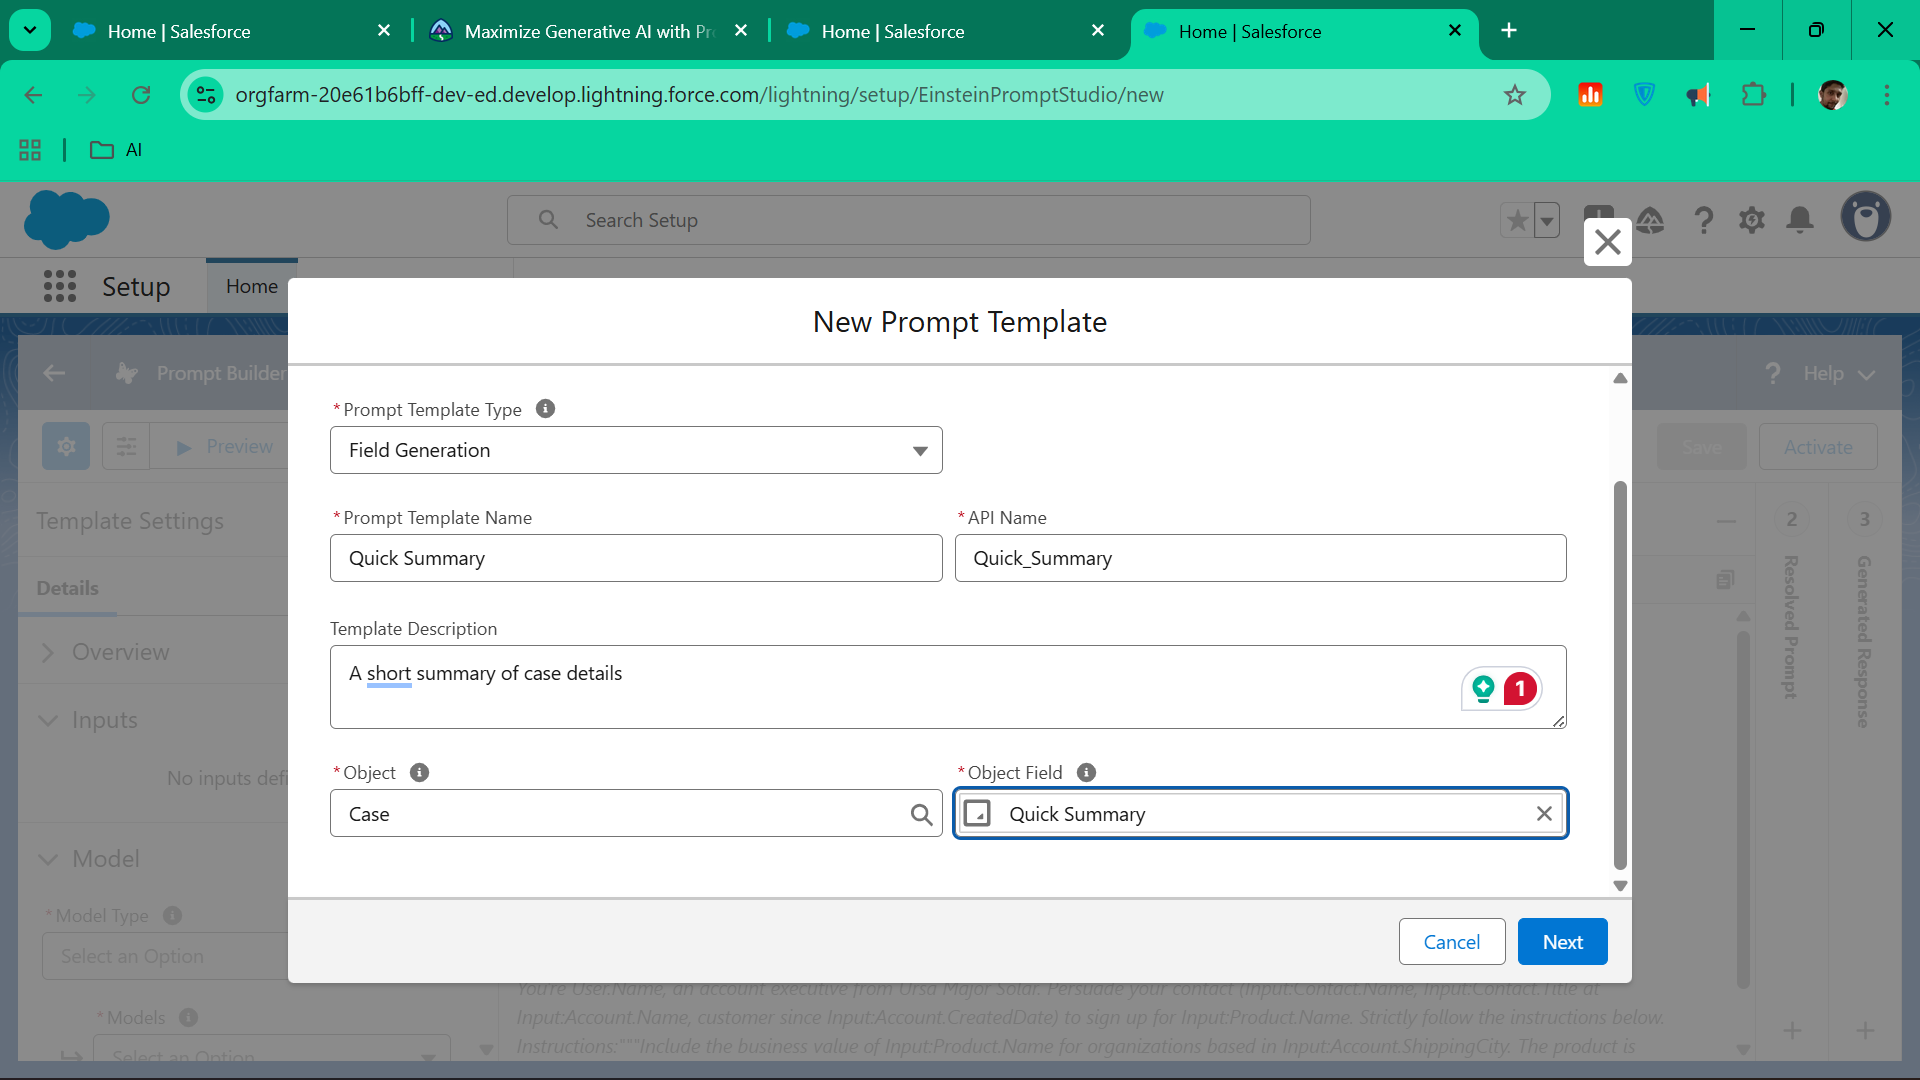 Home | Salesforce
Maximize Generative AI with Pr
Home | Salesforce
Home | Salesforce
orgfarm-20e61b6bff-dev-ed.develop.lightning.force.com/lightning/setup/EinsteinPromptStudio/new
AI
Search Setup
Setup
Home
New Prompt Template
Prompt Builder
Help
*Prompt Template Type
Field Generation
Preview
Save
Activate
Template Settings
*Prompt Template Name
*API Name
2
3
Quick Summary
Quick_Summary
Details
Resolved Prompt
Generated Response
Template Description
Overview
A short summary of case details
1
Inputs
No inputs defi
*Object
*Object Field
Case
Quick Summary
Model
*Model Type
Select an Option
Cancel
Next
You're User.Name, an account executive from Ursa Major Solar. Persuade your contact (Input:Contact.Name, Input:Contact.Title at
Input:Account.Name, customer since Input:Account.CreatedDate) to sign up for Input:Product.Name. Strictly follow the instructions below.
*Models
Select an Option
Instructions:"""Include the business value of Input:Product.Name for organizations based in Input:Account.ShippingCity. The product is